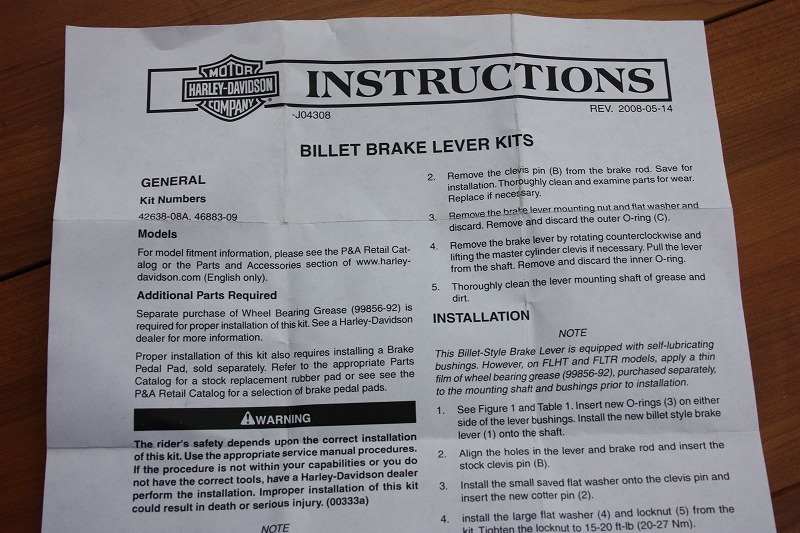 MOTOR
HARLEY-DAVIDSON
COMPANY
®
INSTRUCTIONS
-J04308
REV. 2008-05-14
BILLET BRAKE LEVER KITS
GENERAL
Kit Numbers
42638-08A, 46883-09
Models
For model fitment information, please see the P&A Retail Cat-
alog or the Parts and Accessories section of www.harley-
davidson.com (English only).
Additional Parts Required
Separate purchase of Wheel Bearing Grease (99856-92) is
required for proper installation of this kit. See a Harley-Davidson
dealer for more information.
Proper installation of this kit also requires installing a Brake
Pedal Pad, sold separately. Refer to the appropriate Parts
Catalog for a stock replacement rubber pad or see see the
P&A Retail Catalog for a selection of brake pedal pads.
WARNING
The rider's safety depends upon the correct installation
of this kit. Use the appropriate service manual procedures.
If the procedure is not within your capabilities or you do
not have the correct tools, have a Harley-Davidson dealer
perform the installation. Improper installation of this kit
could result in death or serious injury. (00333a)
NOTE
2. Remove the clevis pin (B) from the brake rod. Save for
installation. Thoroughly clean and examine parts for wear.
Replace if necessary.
3. Remove the brake lever mounting nut and flat washer and
discard. Remove and discard the outer O-ring (C).
4. Remove the brake lever by rotating counterclockwise and
lifting the master cylinder clevis if necessary. Pull the lever
from the shaft. Remove and discard the inner O-ring.
5. Thoroughly clean the lever mounting shaft of grease and
dirt.
INSTALLATION
NOTE
This Billet-Style Brake Lever is equipped with self-lubricating
bushings. However, on FLHT and FLTR models, apply a thin
film of wheel bearing grease (99856-92), purchased separately,
to the mounting shaft and bushings prior to installation.
1. See Figure 1 and Table 1. Insert new O-rings (3) on either
side of the lever bushings. Install the new billet style brake
lever (1) onto the shaft.
2. Align the holes in the lever and brake rod and insert the
stock clevis pin (B).
3. Install the small saved flat washer onto the clevis pin and
insert the new cotter pin (2).
4. install the large flat washer (4) and locknut (5) from the
kit. Tighten the locknut to 15-20 ft-lb (20-27 Nm).